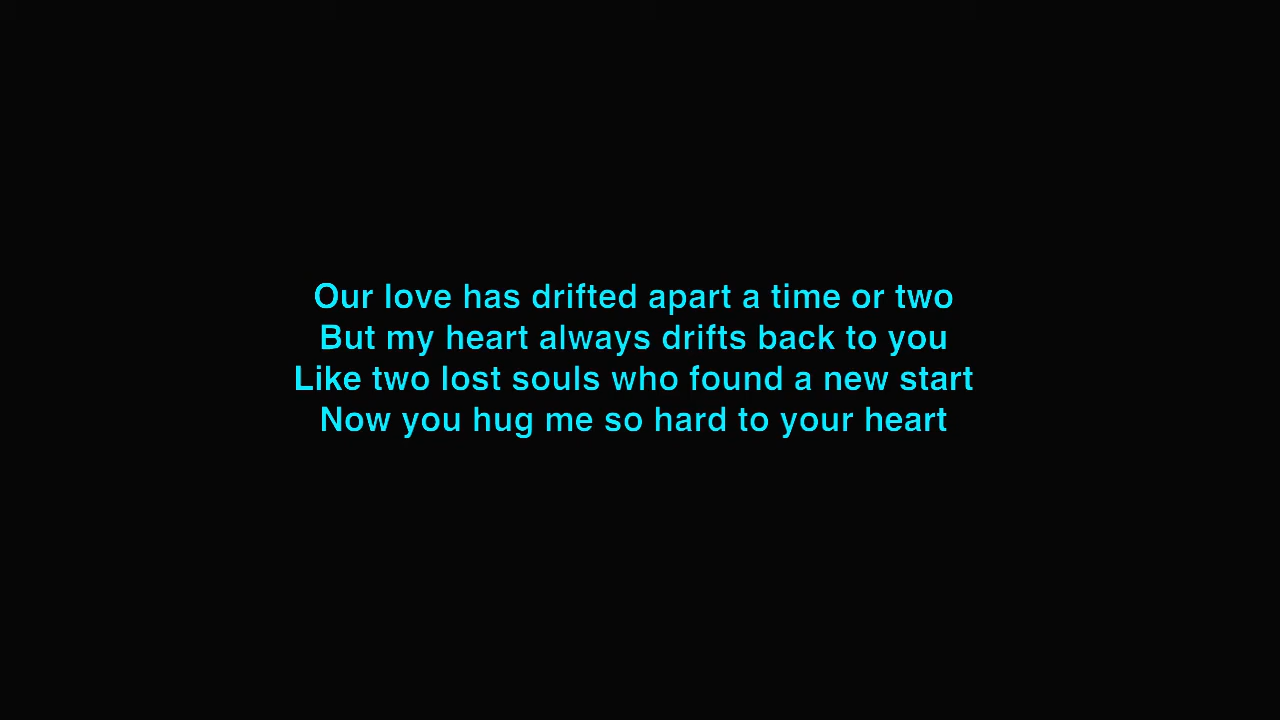 Our love has drifted apart a time or two
But my heart always drifts back to you
Like two lost souls who found a new start
Now you hug me so hard to your heart